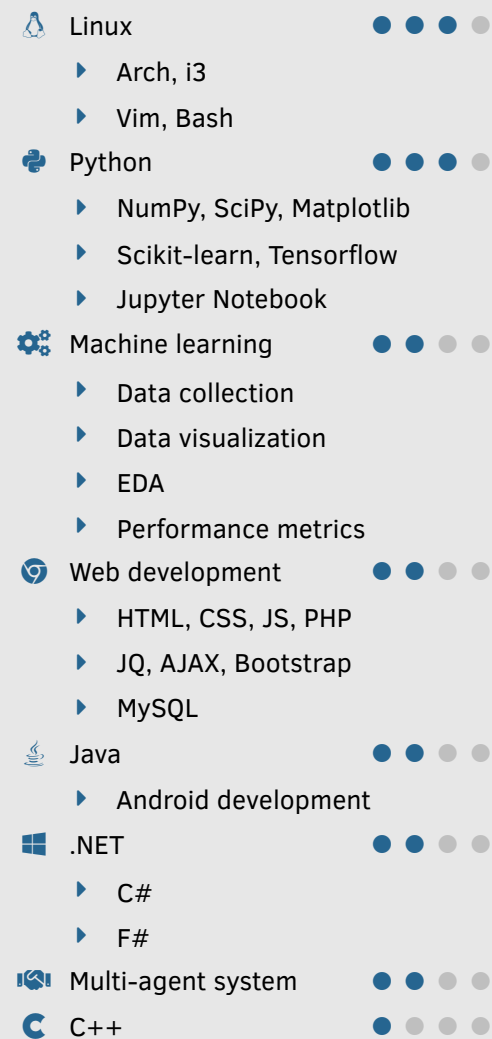 Linux
Arch, i3
Vim, Bash
Python
NumPy, SciPy, Matplotlib
Scikit-learn, Tensorflow
Jupyter Notebook
Machine learning
Data collection
Data visualization
EDA
Performance metrics
Web development
HTML, CSS, JS, PHP
JQ, AJAX, Bootstrap
MySQL
Java
Android development
.NET
C#
F#
Multi-agent system
C++